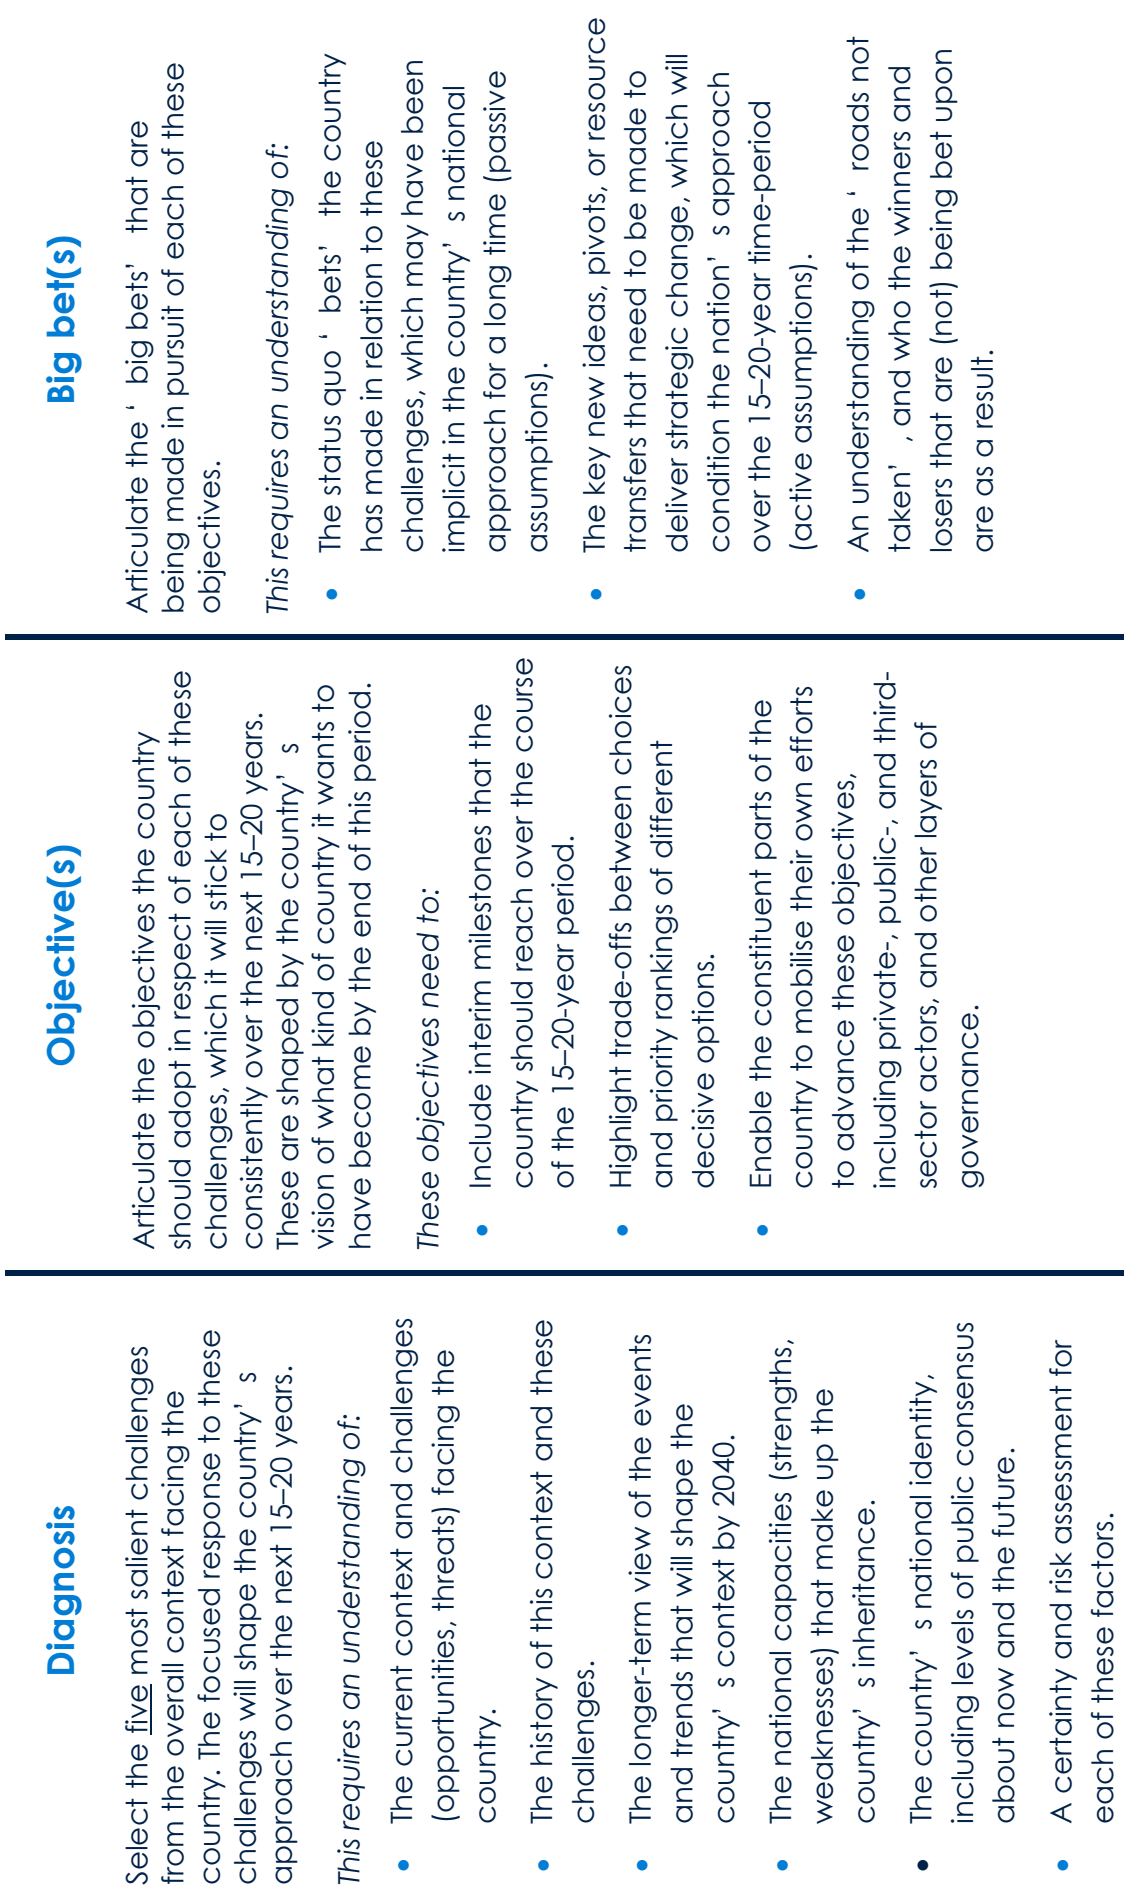 Diagnosis
Select the five most salient challenges
from the overall context facing the
country. The focused response to these
challenges will shape the country’ s
approach over the next 15–20 years.
This requires an understanding of:
• The current context and challenges
(opportunities, threats) facing the
country.
• The history of this context and these
challenges.
• The longer-term view of the events
and trends that will shape the
country’ s context by 2040.
• The national capacities (strengths,
weaknesses) that make up the
country’ s inheritance.
• The country’ s national identity,
including levels of public consensus
about now and the future.
• A certainty and risk assessment for
each of these factors.
Objective(s)
Articulate the objectives the country
should adopt in respect of each of these
challenges, which it will stick to
consistently over the next 15–20 years.
These are shaped by the country’ s
vision of what kind of country it wants to
have become by the end of this period.
These objectives need to:
• Include interim milestones that the
country should reach over the course
of the 15–20-year period.
• Highlight trade-offs between choices
and priority rankings of different
decisive options.
• Enable the constituent parts of the
country to mobilise their own efforts
to advance these objectives,
including private-, public-, and third-
sector actors, and other layers of
governance.
Big bet(s)
Articulate the ‘ big bets’ that are
being made in pursuit of each of these
objectives.
This requires an understanding of:
• The status quo ‘ bets’ the country
has made in relation to these
challenges, which may have been
implicit in the country’ s national
approach for a long time (passive
assumptions).
• The key new ideas, pivots, or resource
transfers that need to be made to
deliver strategic change, which will
condition the nation’ s approach
over the 15–20-year time-period
(active assumptions).
• An understanding of the ‘ roads not
taken’ , and who the winners and
losers that are (not) being bet upon
are as a result.